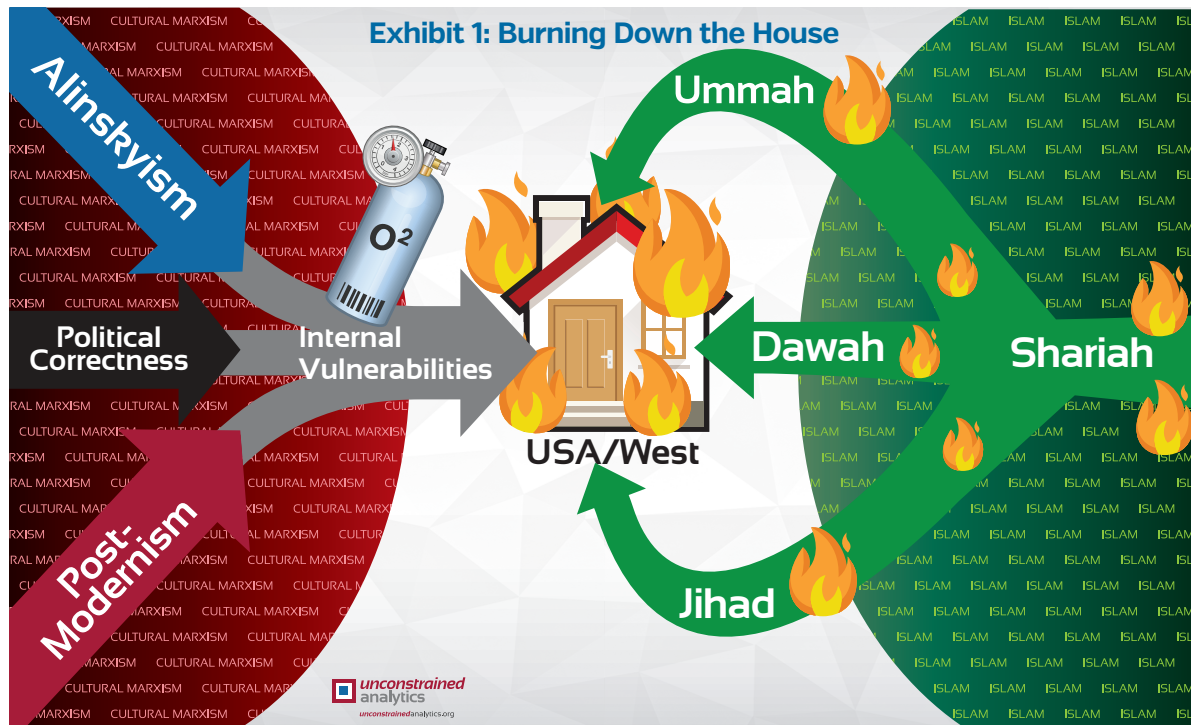 Exhibit 1: Burning Down the House
CULTURAL MARXISM
ISLAM
Alinskyism
Political
Correctness
Post-
Modernism
O²
Internal
Vulnerabilities
USA/West
Ummah
Dawah
Jihad
Shariah
unconstrained
analytics
unconstrainedanalytics.org